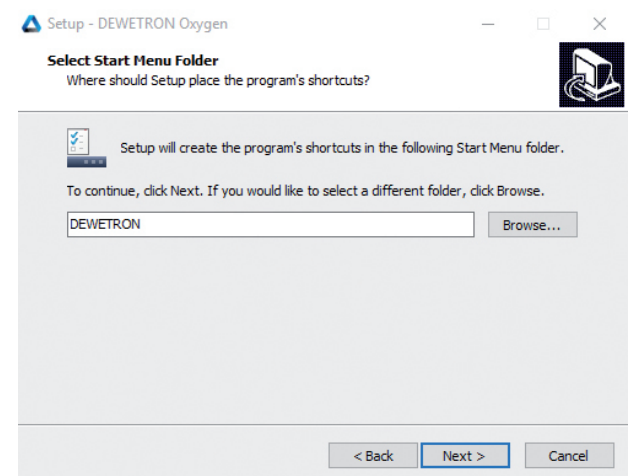 Setup - DEWETRON Oxygen
Select Start Menu Folder
Where should Setup place the program's shortcuts?
Setup will create the program's shortcuts in the following Start Menu folder.
To continue, click Next. If you would like to select a different folder, click Browse.
DEWETRON
Browse...
< Back
Next >
Cancel